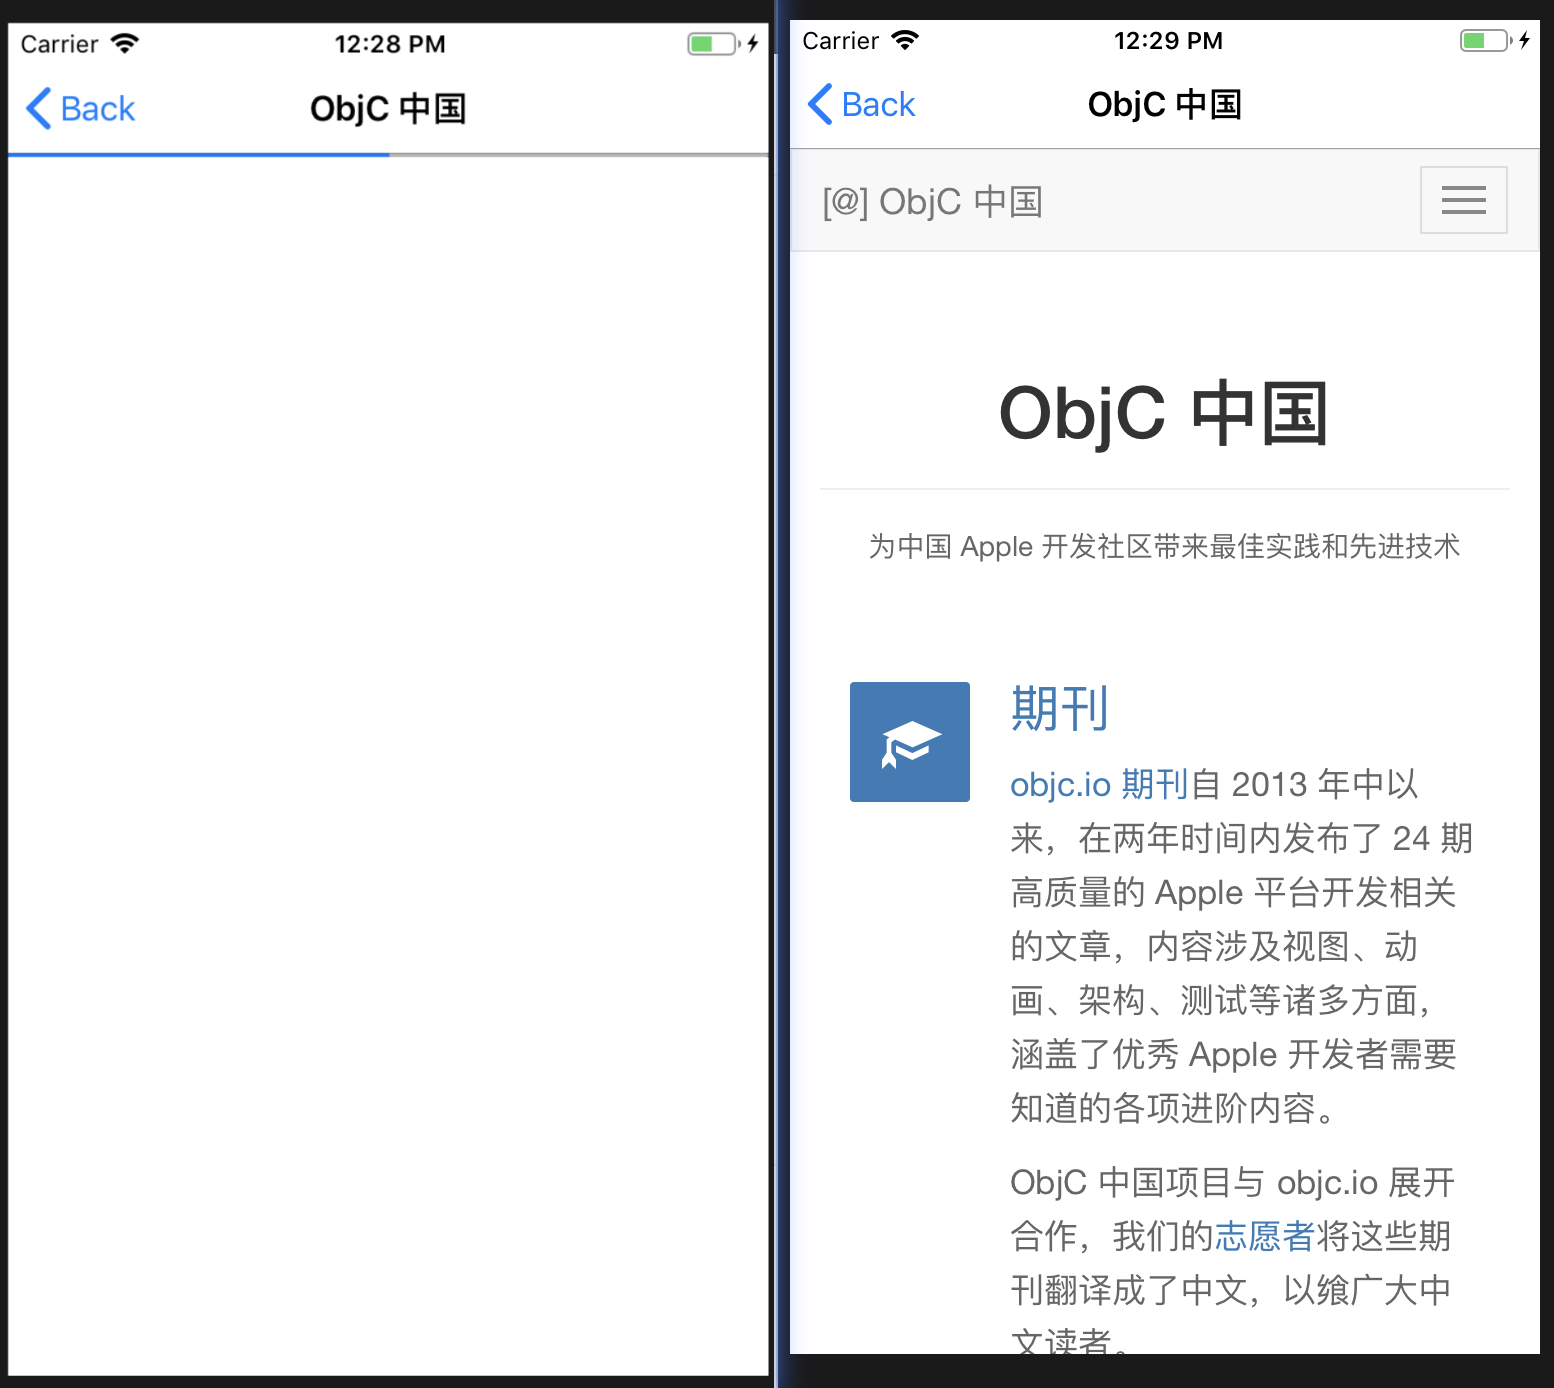 Carrier 12:28 PM
Back ObjC 中国
Carrier 12:29 PM
Back ObjC 中国
[@] ObjC 中国
ObjC 中国
为中国 Apple 开发社区带来最佳实践和先进技术
期刊
objc.io 期刊自 2013 年中以
来，在两年时间内发布了 24 期
高质量的 Apple 平台开发相关
的文章，内容涉及视图、动
画、架构、测试等诸多方面，
涵盖了优秀 Apple 开发者需要
知道的各项进阶内容。
ObjC 中国项目与 objc.io 展开
合作，我们的志愿者将这些期
刊翻译成了中文，以飨广大中
文读者。